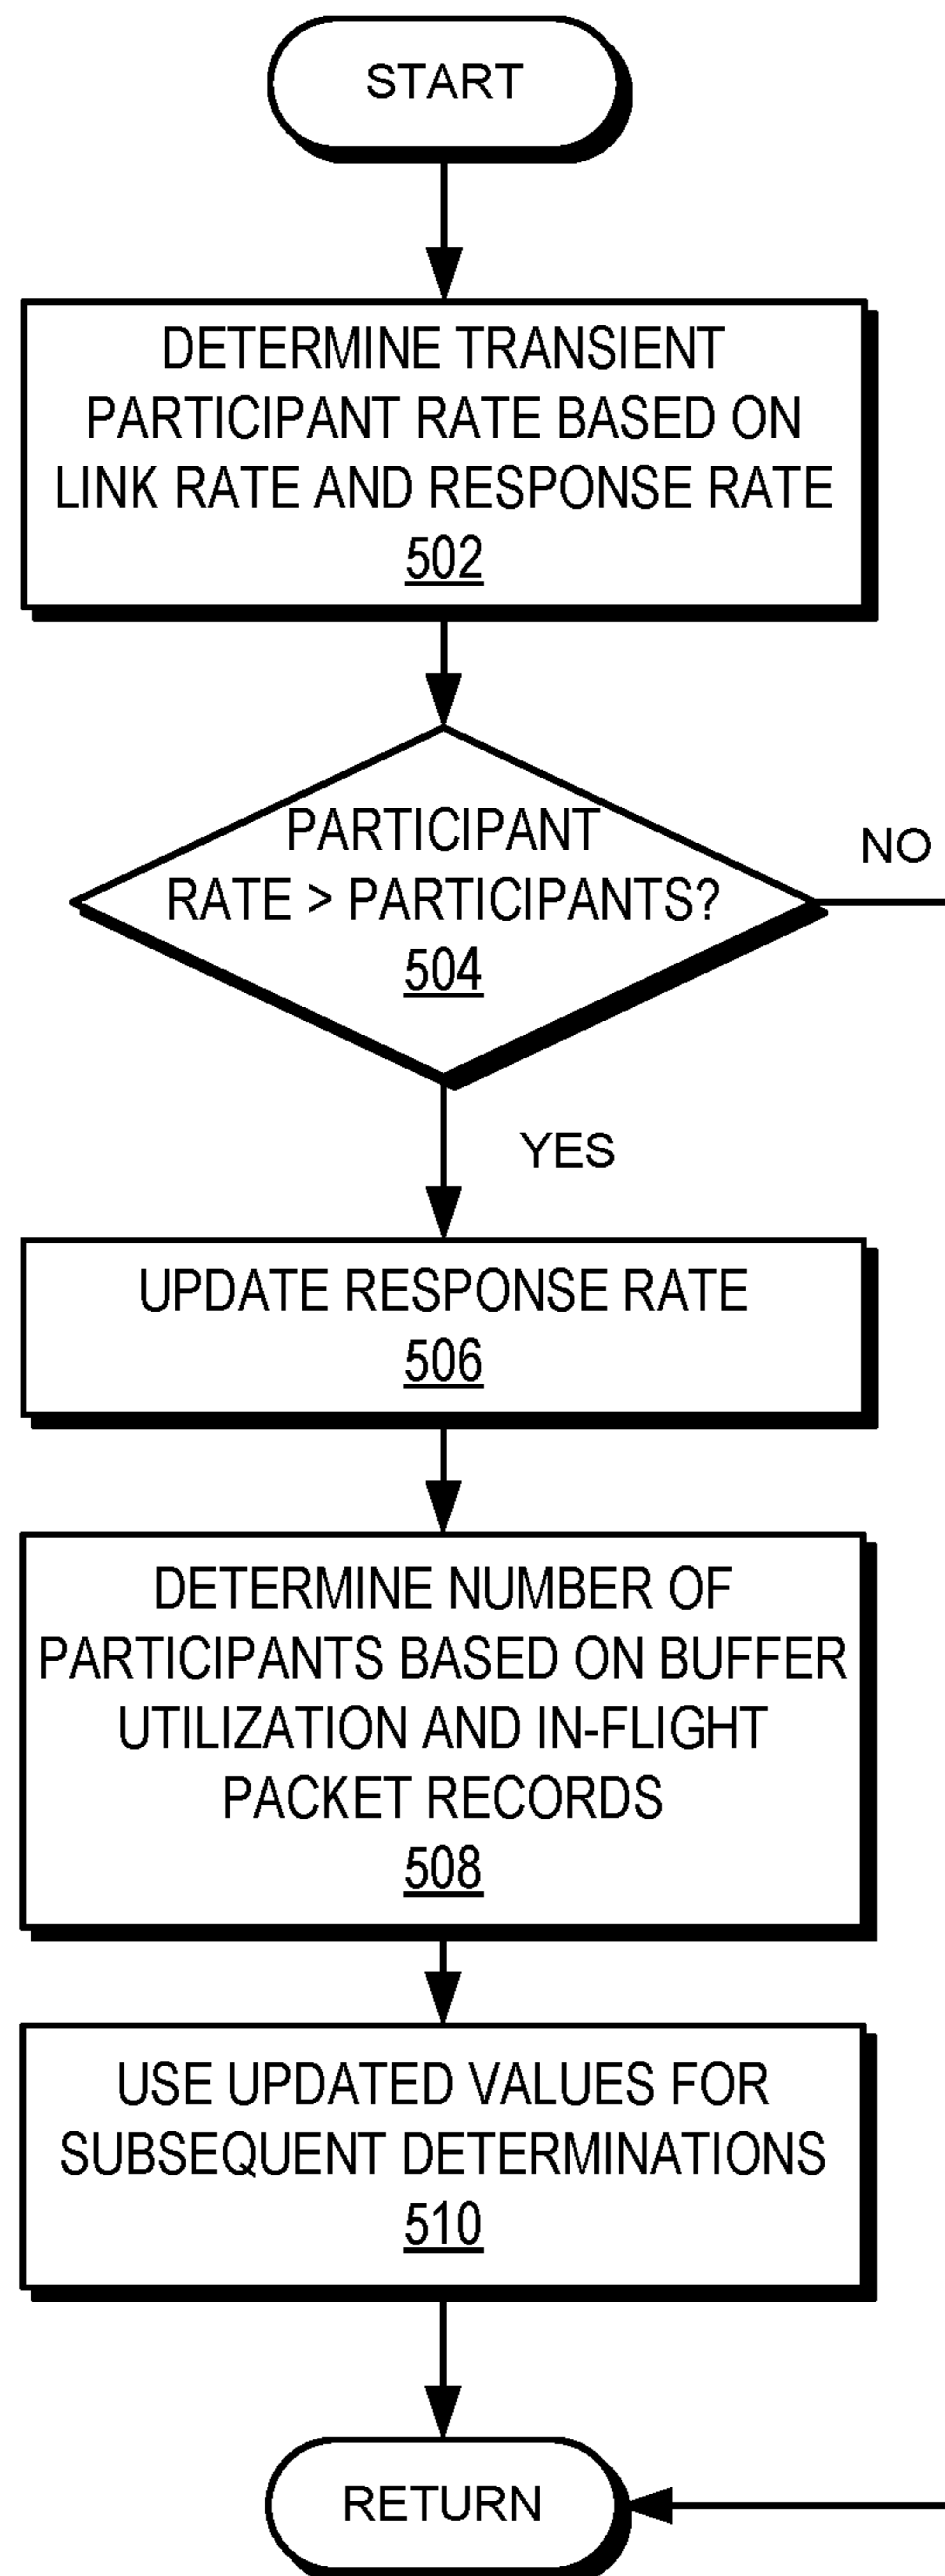 START
DETERMINE TRANSIENT
PARTICIPANT RATE BASED ON
LINK RATE AND RESPONSE RATE
502
PARTICIPANT
RATE > PARTICIPANTS?
504
NO
YES
UPDATE RESPONSE RATE
506
DETERMINE NUMBER OF
PARTICIPANTS BASED ON BUFFER
UTILIZATION AND IN-FLIGHT
PACKET RECORDS
508
USE UPDATED VALUES FOR
SUBSEQUENT DETERMINATIONS
510
RETURN